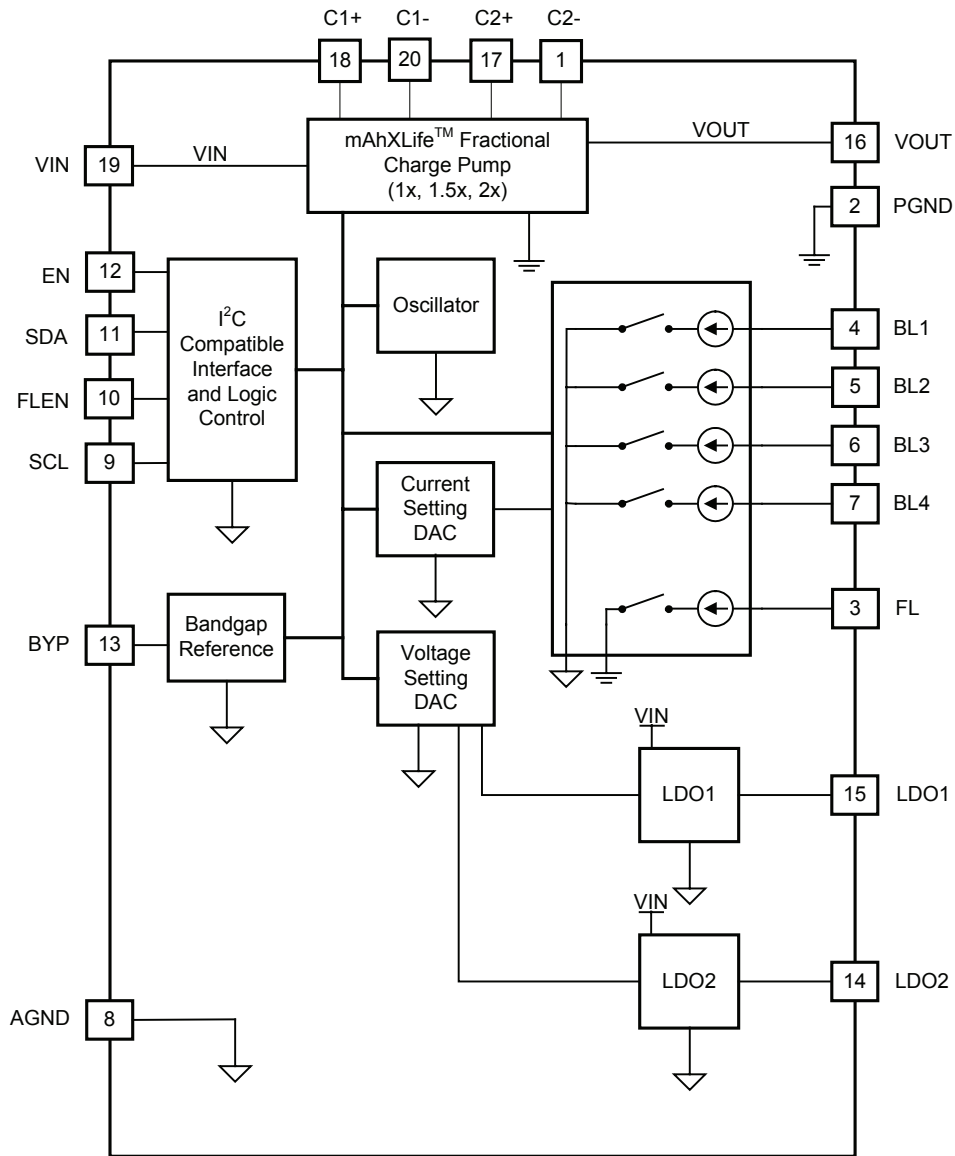 C1+ C1- C2+ C2-
18 20 17 1
mAhXLife™ Fractional
Charge Pump
(1x, 1.5x, 2x)
VIN 19 VIN
VOUT 16 VOUT
2 PGND
EN 12
SDA 11
FLEN 10
SCL 9
I²C
Compatible
Interface
and Logic
Control
Oscillator
4 BL1
5 BL2
6 BL3
7 BL4
3 FL
Current
Setting
DAC
BYP 13
Bandgap
Reference
Voltage
Setting
DAC
VIN
LDO1 15 LDO1
VIN
LDO2 14 LDO2
AGND 8